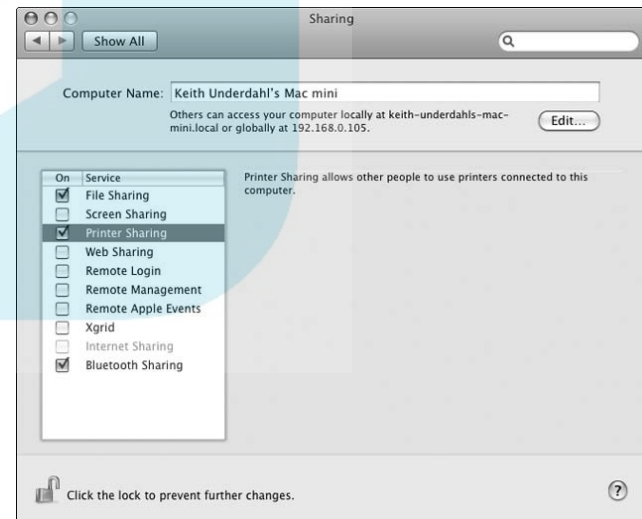 Sharing
Show All
Computer Name: Keith Underdahl's Mac mini
Others can access your computer locally at keith-underdahls-mac-
mini.local or globally at 192.168.0.105.
Edit...
On Service
File Sharing
Screen Sharing
Printer Sharing
Web Sharing
Remote Login
Remote Management
Remote Apple Events
Xgrid
Internet Sharing
Bluetooth Sharing
Printer Sharing allows other people to use printers connected to this
computer.
Click the lock to prevent further changes.
?